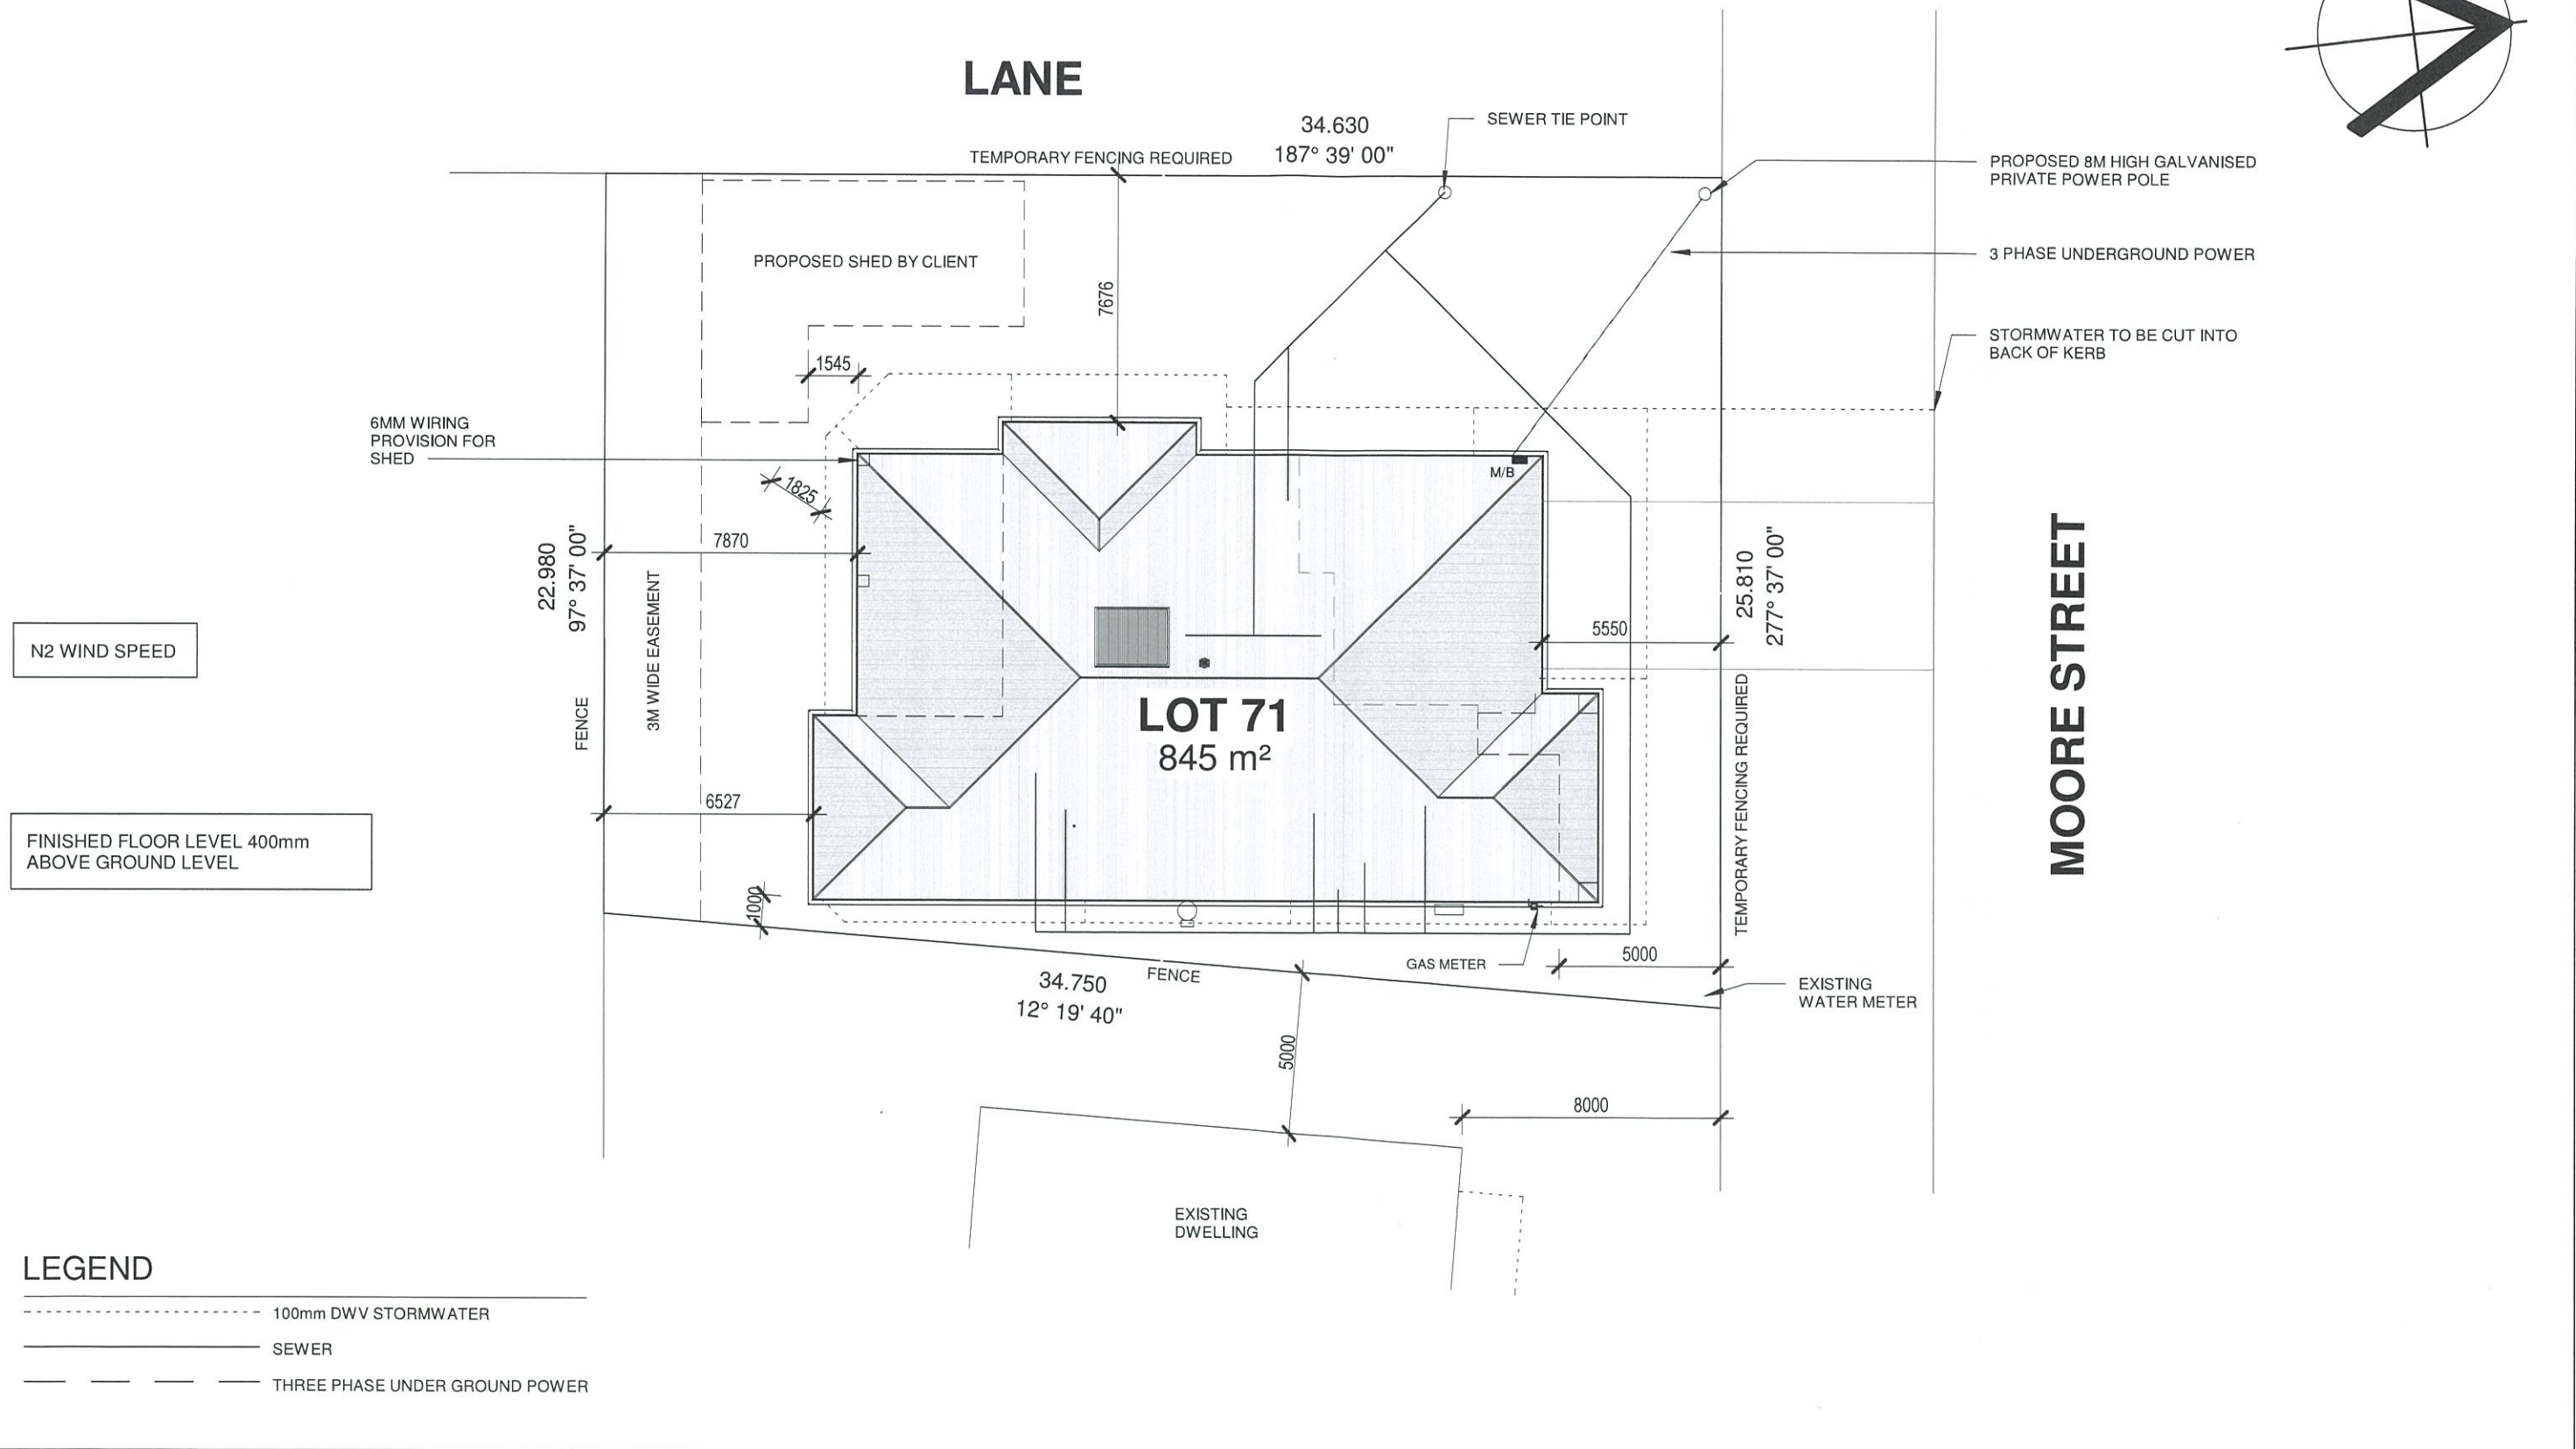 LANE
34.630
187° 39' 00"
TEMPORARY FENCING REQUIRED
SEWER TIE POINT
PROPOSED 8M HIGH GALVANISED
PRIVATE POWER POLE
3 PHASE UNDERGROUND POWER
STORMWATER TO BE CUT INTO
BACK OF KERB
PROPOSED SHED BY CLIENT
7676
1545
6MM WIRING
PROVISION FOR
SHED
1825
M/B
7870
22.980
97° 37' 00"
FENCE
3M WIDE EASEMENT
5550
25.810
277° 37' 00"
TEMPORARY FENCING REQUIRED
MOORE STREET
N2 WIND SPEED
LOT 71
845 m²
6527
FINISHED FLOOR LEVEL 400mm
ABOVE GROUND LEVEL
1000
34.750
12° 19' 40"
FENCE
GAS METER
5000
EXISTING
WATER METER
5000
8000
EXISTING
DWELLING
LEGEND
100mm DWV STORMWATER
SEWER
THREE PHASE UNDER GROUND POWER